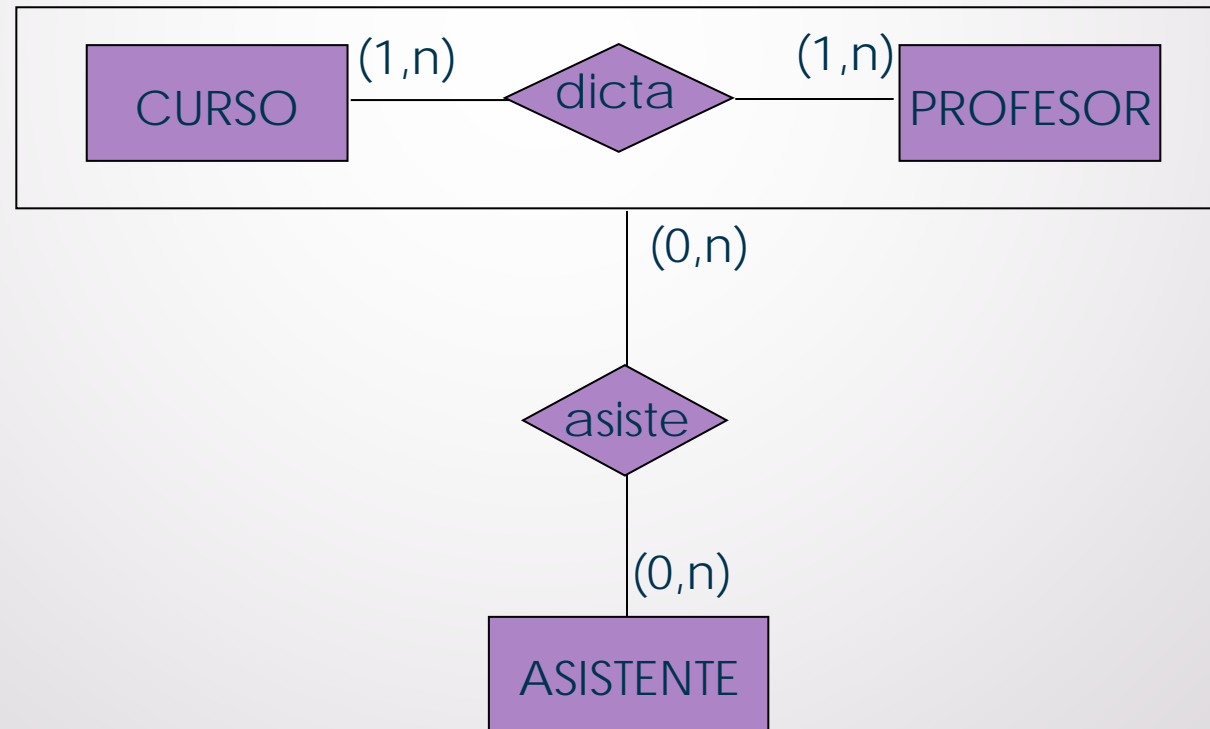 (1,n)
(1,n)
CURSO
dicta
PROFESOR
(0,n)
asiste
(0,n)
ASISTENTE